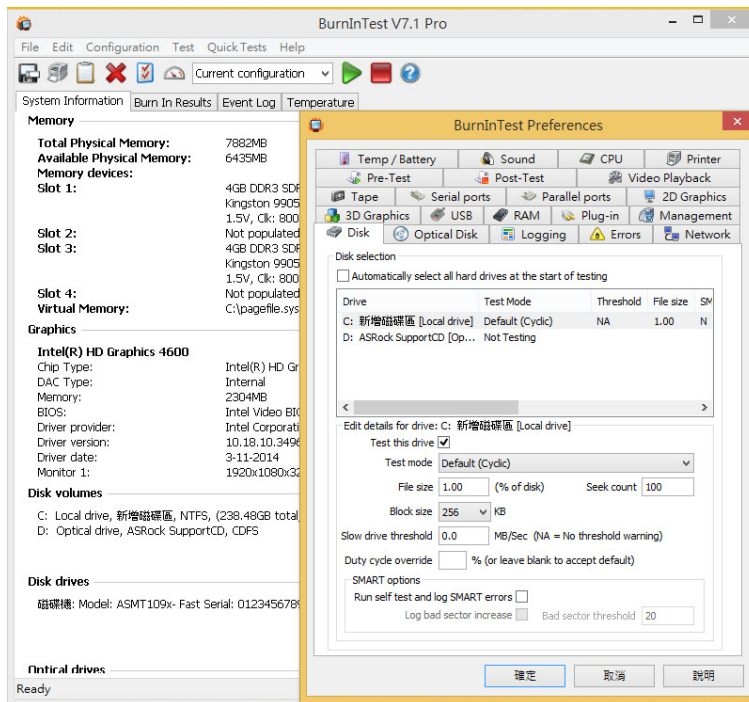 BurnInTest V7.1 Pro
File Edit Configuration Test Quick Tests Help
Current configuration
System Information Burn In Results Event Log Temperature
Memory
Total Physical Memory: 7882MB
Available Physical Memory: 6435MB
Memory devices:
Slot 1: 4GB DDR3 SDF
Kingston 9905
1.5V, Clk: 800
Slot 2: Not populated
Slot 3: 4GB DDR3 SDF
Kingston 9905
1.5V, Clk: 800
Slot 4: Not populated
Virtual Memory: C:\pagefile.sys
Graphics
Intel(R) HD Graphics 4600
Chip Type: Intel(R) HD Gr
DAC Type: Internal
Memory: 2304MB
BIOS: Intel Video BIO
Driver provider: Intel Corporati
Driver version: 10.18.10.3496
Driver date: 3-11-2014
Monitor 1: 1920x1080x32
Disk volumes
C: Local drive, 新增磁碟區, NTFS, (238.48GB total,
D: Optical drive, ASRock SupportCD, CDFS
Disk drives
磁碟機: Model: ASMT109x- Fast Serial: 0123456789
Optical drives
Ready
BurnInTest Preferences
Temp / Battery Sound CPU Printer
Pre-Test Post-Test Video Playback
Tape Serial ports Parallel ports 2D Graphics
3D Graphics USB RAM Plug-in Management
Disk Optical Disk Logging Errors Network
Disk selection
Automatically select all hard drives at the start of testing
Drive Test Mode Threshold File size SM
C: 新增磁碟區 [Local drive] Default (Cyclic) NA 1.00 N
D: ASRock SupportCD [Op... Not Testing
Edit details for drive: C: 新增磁碟區 [Local drive]
Test this drive
Test mode Default (Cyclic)
File size 1.00 (% of disk) Seek count 100
Block size 256 KB
Slow drive threshold 0.0 MB/Sec (NA = No threshold warning)
Duty cycle override % (or leave blank to accept default)
SMART options
Run self test and log SMART errors
Log bad sector increase Bad sector threshold 20
確定 取消 說明